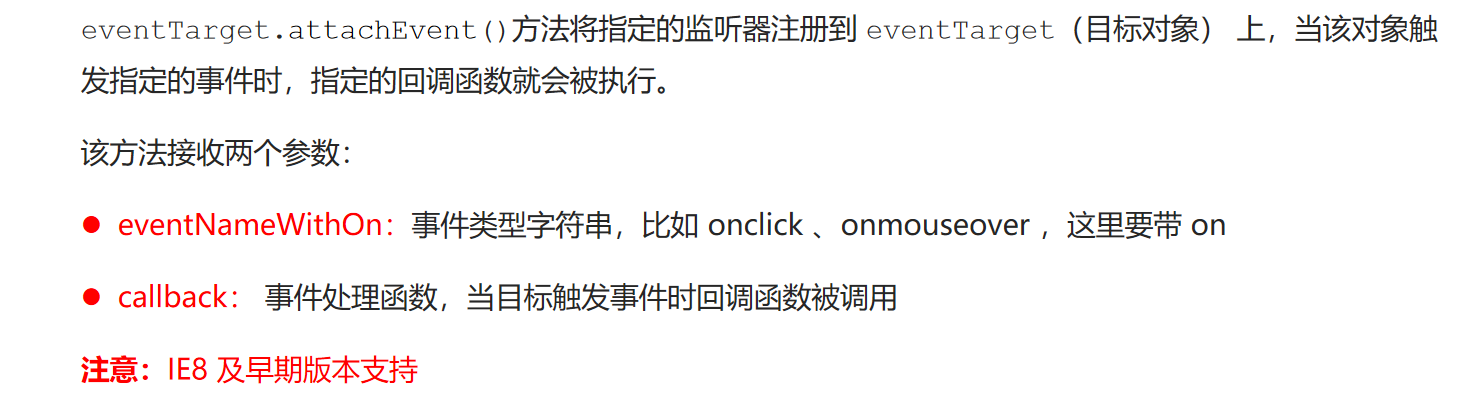 eventTarget.attachEvent()方法将指定的监听器注册到 eventTarget（目标对象） 上，当该对象触
发指定的事件时，指定的回调函数就会被执行。
该方法接收两个参数：
● eventNameWithOn：事件类型字符串，比如 onclick 、onmouseover ，这里要带 on
● callback： 事件处理函数，当目标触发事件时回调函数被调用
注意：IE8 及早期版本支持